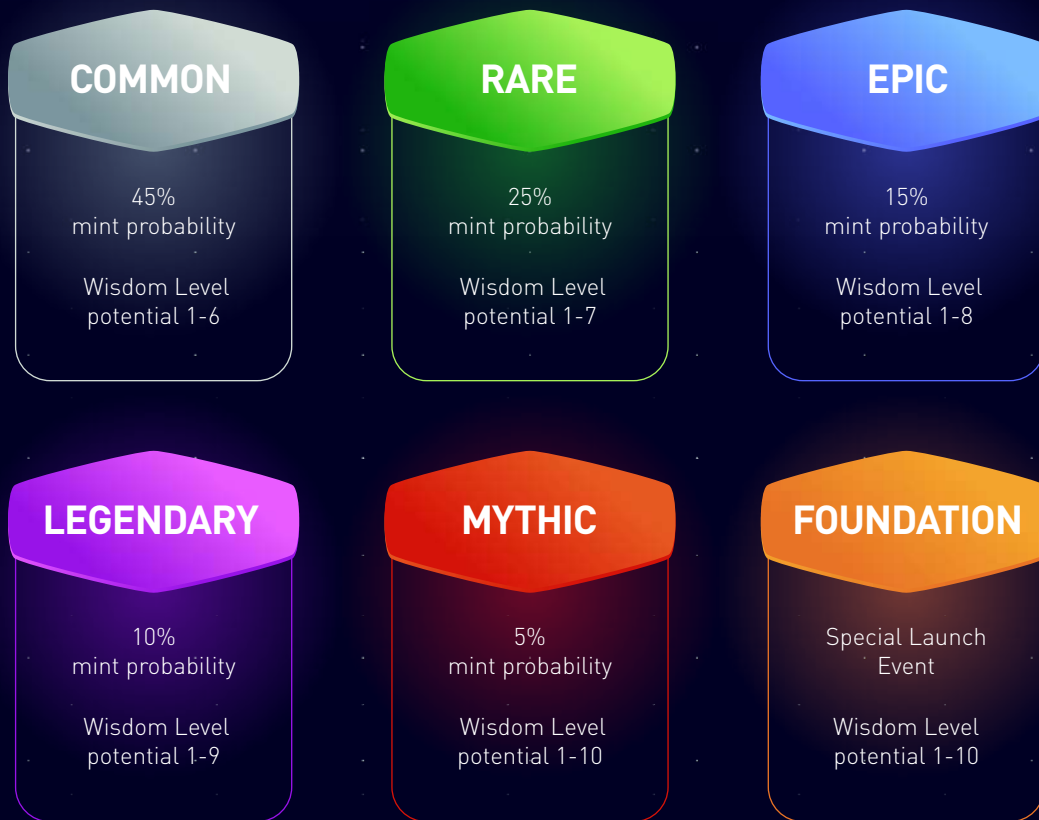 COMMON
45%
mint probability
Wisdom Level
potential 1-6
RARE
25%
mint probability
Wisdom Level
potential 1-7
EPIC
15%
mint probability
Wisdom Level
potential 1-8
LEGENDARY
10%
mint probability
Wisdom Level
potential 1-9
MYTHIC
5%
mint probability
Wisdom Level
potential 1-10
FOUNDATION
Special Launch
Event
Wisdom Level
potential 1-10